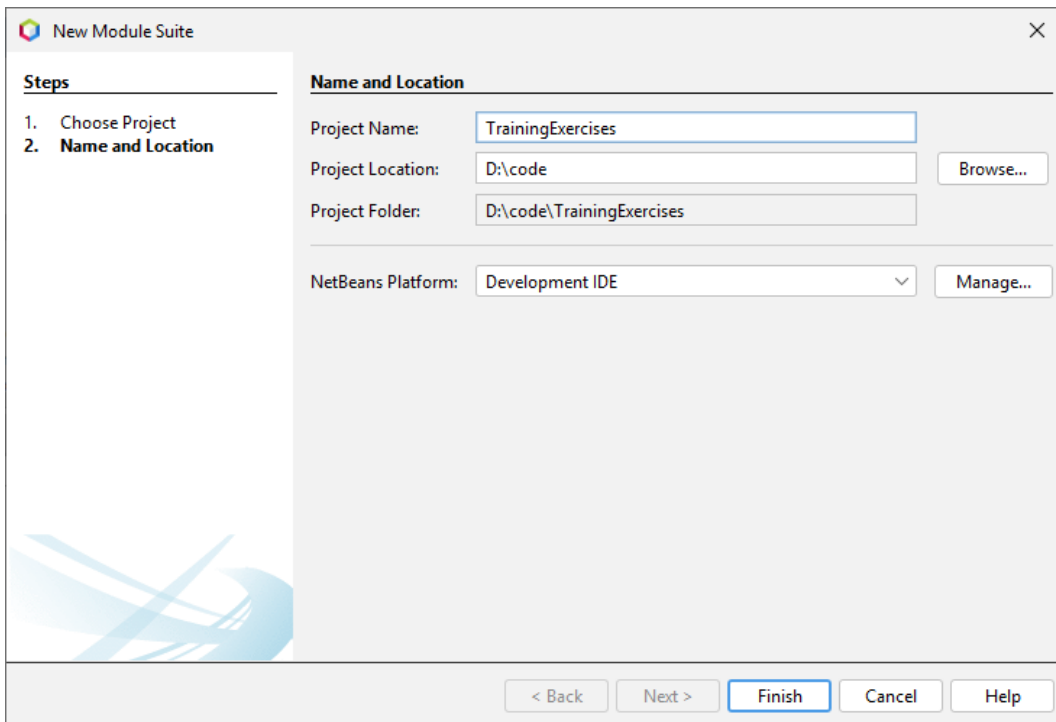 New Module Suite
Steps
1. Choose Project
2. Name and Location
Name and Location
Project Name: TrainingExercises
Project Location: D:\code Browse...
Project Folder: D:\code\TrainingExercises
NetBeans Platform: Development IDE Manage...
< Back Next > Finish Cancel Help